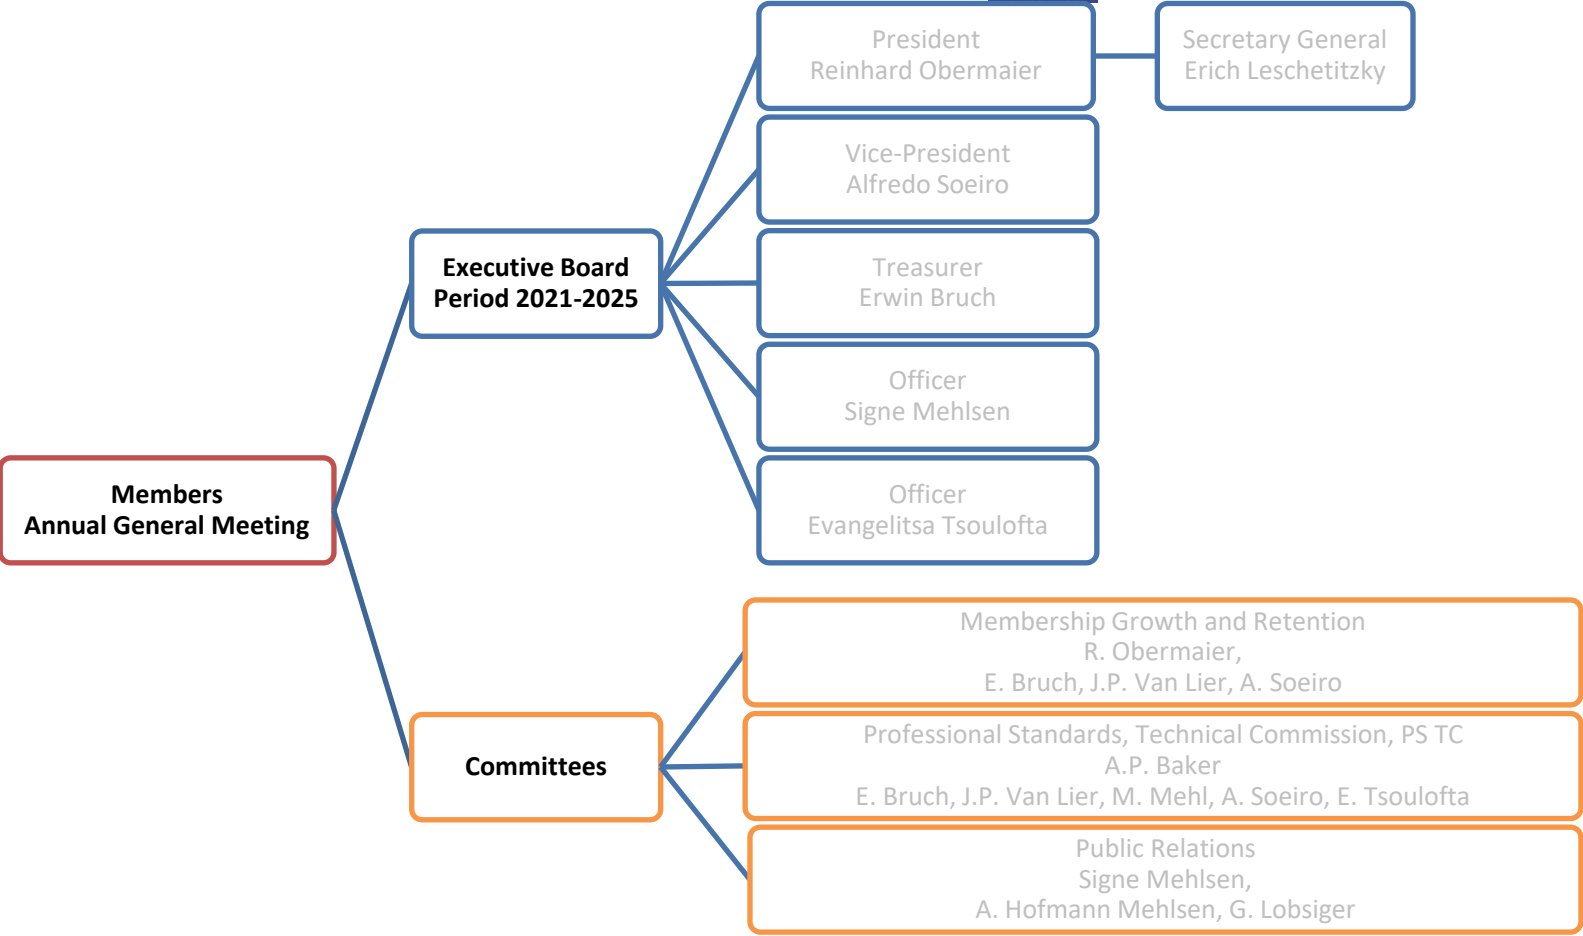 President
Reinhard Obermaier
Secretary General
Erich Leschetitzky
Vice-President
Alfredo Soeiro
Executive Board
Period 2021-2025
Treasurer
Erwin Bruch
Officer
Signe Mehlsen
Members
Annual General Meeting
Officer
Evangelitsa Tsoulofta
Committees
Membership Growth and Retention
R. Obermaier,
E. Bruch, J.P. Van Lier, A. Soeiro
Professional Standards, Technical Commission, PS TC
A.P. Baker
E. Bruch, J.P. Van Lier, M. Mehl, A. Soeiro, E. Tsoulofta
Public Relations
Signe Mehlsen,
A. Hofmann Mehlsen, G. Lobsiger